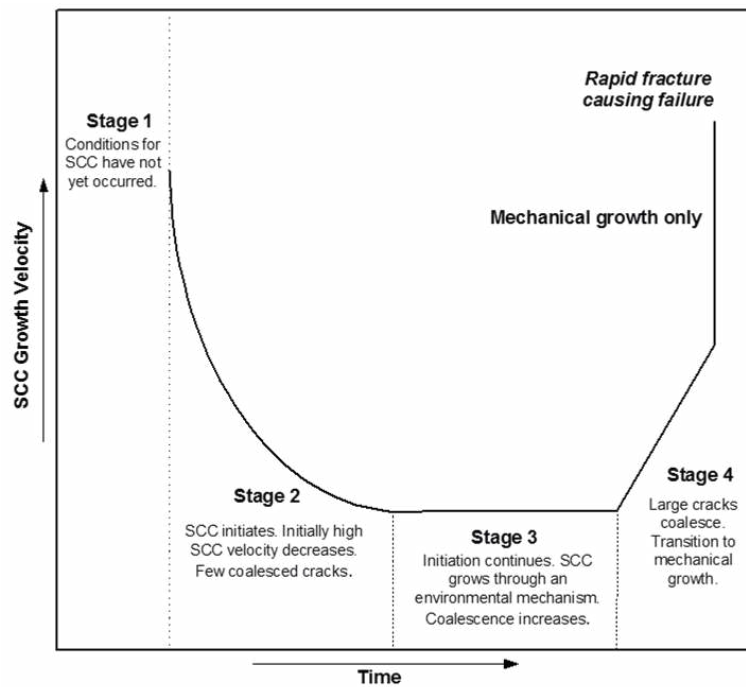 Rapid fracture
causing failure
Stage 1
Conditions for
SCC have not
yet occurred.
Mechanical growth only
SCC Growth Velocity
Stage 2
SCC initiates. Initially high
SCC velocity decreases.
Few coalesced cracks.
Stage 3
Initiation continues. SCC
grows through an
environmental mechanism.
Coalescence increases.
Stage 4
Large cracks
coalesce.
Transition to
mechanical
growth.
Time